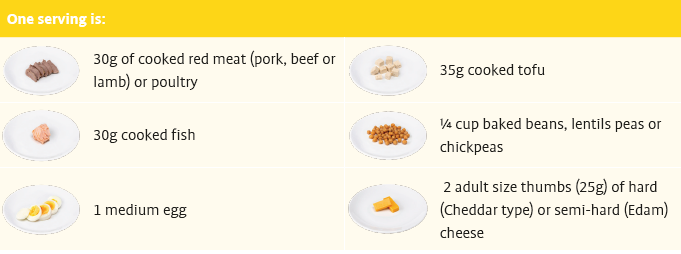 One serving is:
30g of cooked red meat (pork, beef or
lamb) or poultry
35g cooked tofu
30g cooked fish
¼ cup baked beans, lentils peas or
chickpeas
1 medium egg
2 adult size thumbs (25g) of hard
(Cheddar type) or semi-hard (Edam)
cheese